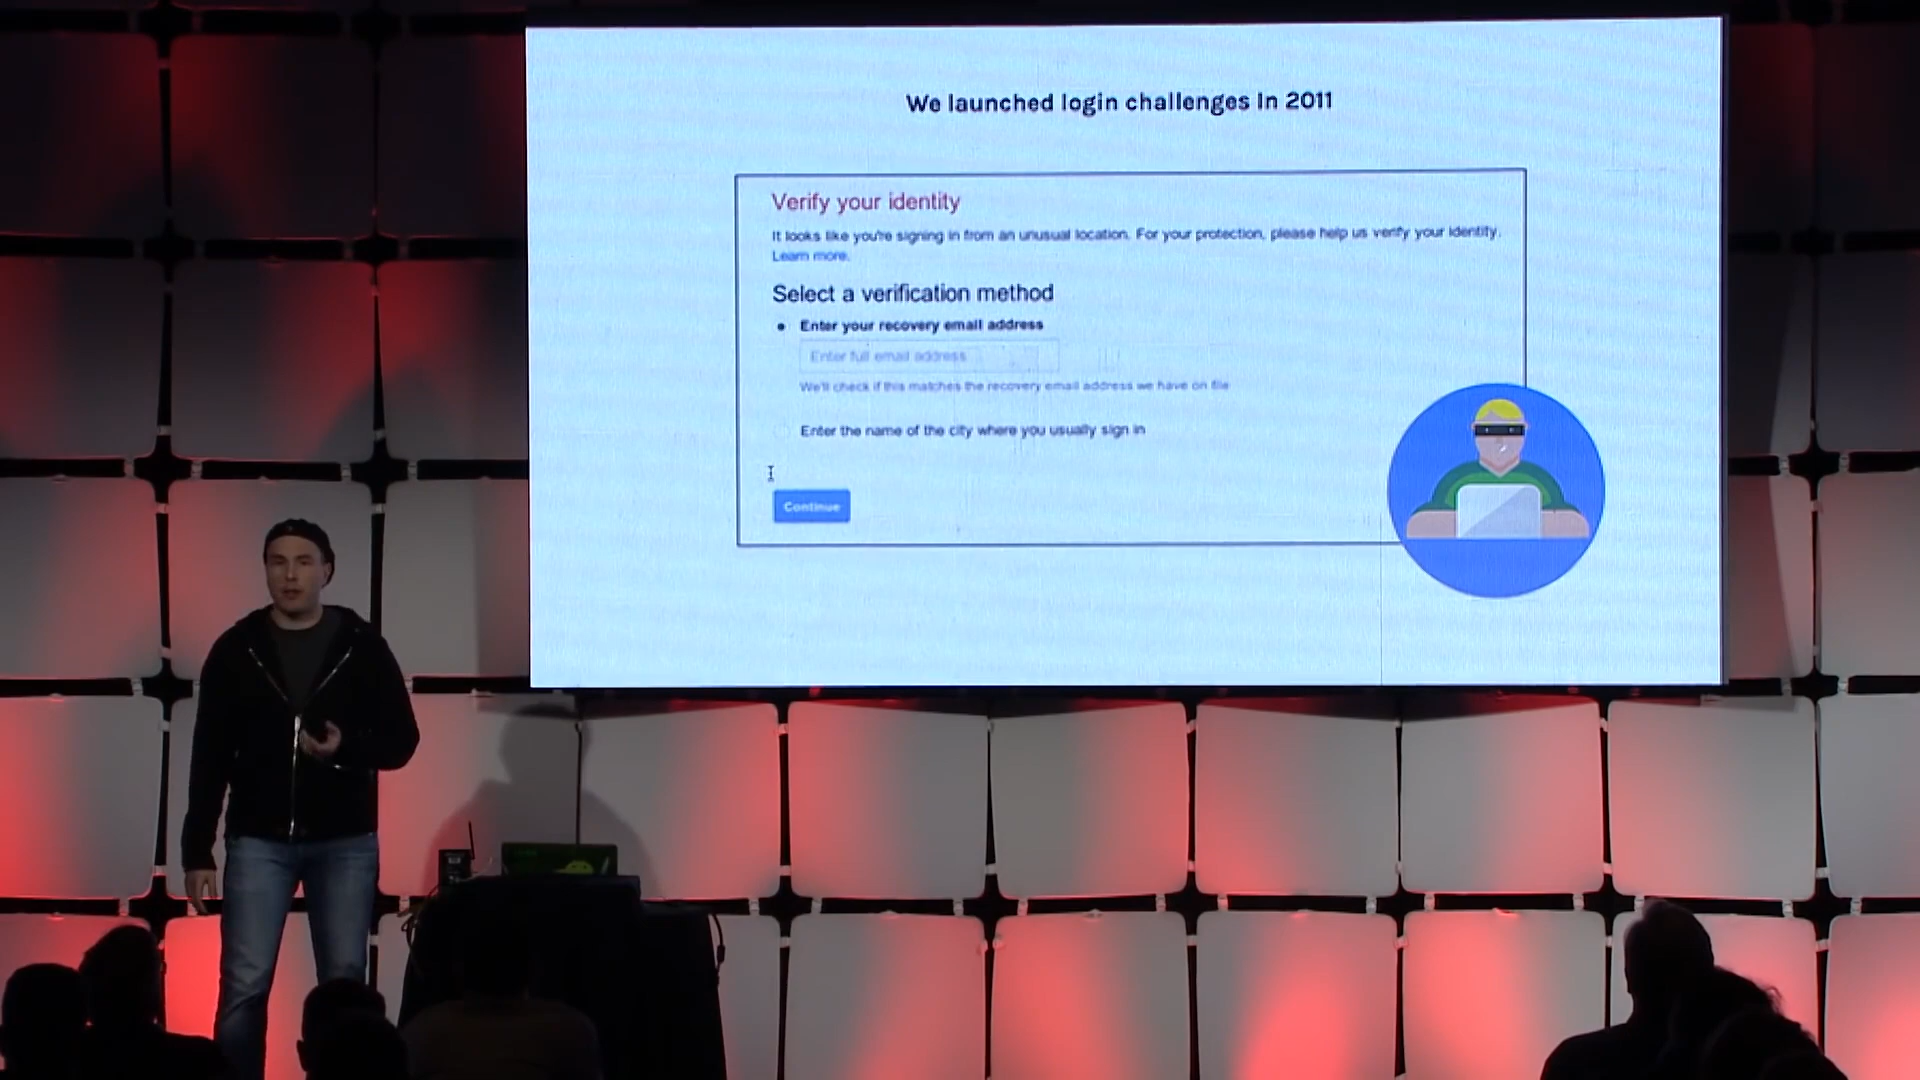 We launched login challenges in 2011
Verify your identity
It looks like you're signing in from an unusual location. For your protection, please help us verify your identity.
Learn more.
Select a verification method
Enter your recovery email address
Enter full email address
We'll check if this matches the recovery email address we have on file
Enter the name of the city where you usually sign in
Continue